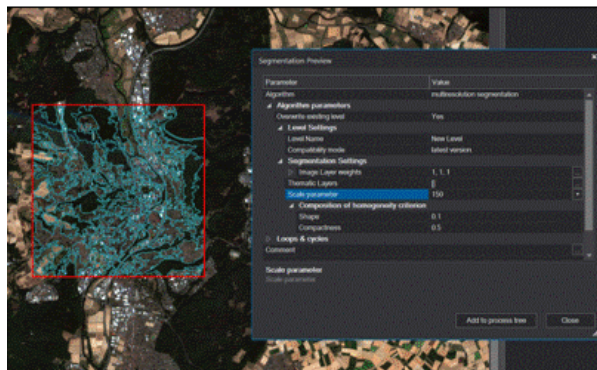 Segmentation Preview
Parameter Value
Algorithm multiresolution segmentation
Algorithm parameters
Overwrite existing level Yes
Level Settings
Level Name New Level
Compatibility mode latest version
Segmentation Settings
Image Layer weights 1, 1, 1
Thematic Layers
Scale parameter 150
Composition of homogeneity criterion
Shape 0.1
Compactness 0.5
Loops & cycles
Comment
Scale parameter
Scale parameter
Add to process tree Close